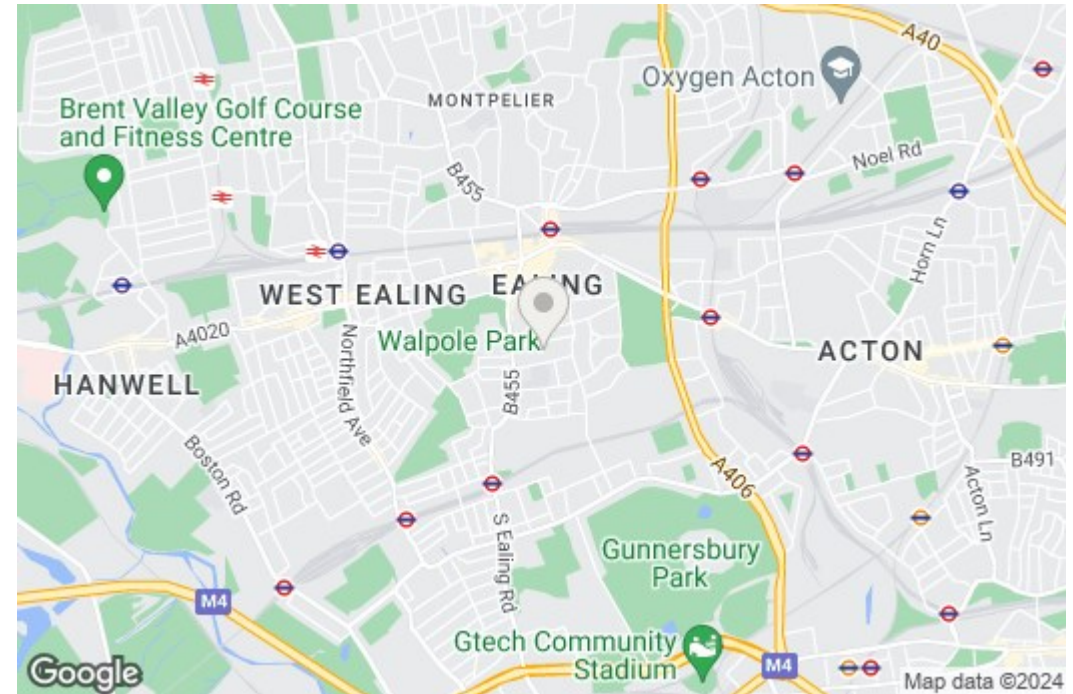 A40
Oxygen Acton
MONTPELIER
Brent Valley Golf Course
and Fitness Centre
Noel Rd
B455
Horn Ln
EALING
WEST EALING
A4020
Northfield Ave
Walpole Park
ACTON
HANWELL
B455
Boston Rd
A406
B491
Acton Ln
S Ealing Rd
Gunnersbury
Park
M4
Gtech Community
Stadium
M4
Google
Map data ©2024